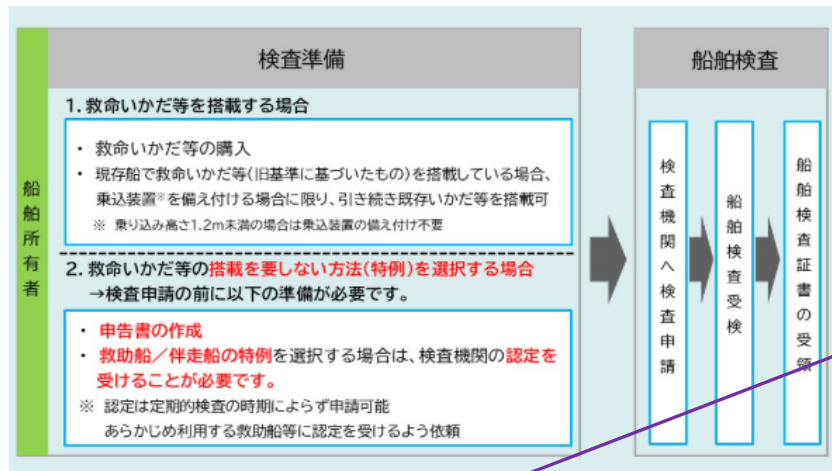 船舶所有者
検査準備
1. 救命いかだ等を搭載する場合
・ 救命いかだ等の購入
・ 現存船で救命いかだ等(旧基準に基づいたもの)を搭載している場合、
乗込装置※を備え付ける場合に限り、引き続き既存いかだ等を搭載可
※ 乗り込み高さ1.2m未満の場合は乗込装置の備え付け不要
2. 救命いかだ等の搭載を要しない方法(特例)を選択する場合
→検査申請の前に以下の準備が必要です。
・ 申告書の作成
・ 救助船/伴走船の特例を選択する場合は、検査機関の認定を
受けることが必要です。
※ 認定は定期的検査の時期によらず申請可能
あらかじめ利用する救助船等に認定を受けるよう依頼
船舶検査
検査機関へ検査申請
船舶検査受検
船舶検査証書の受領